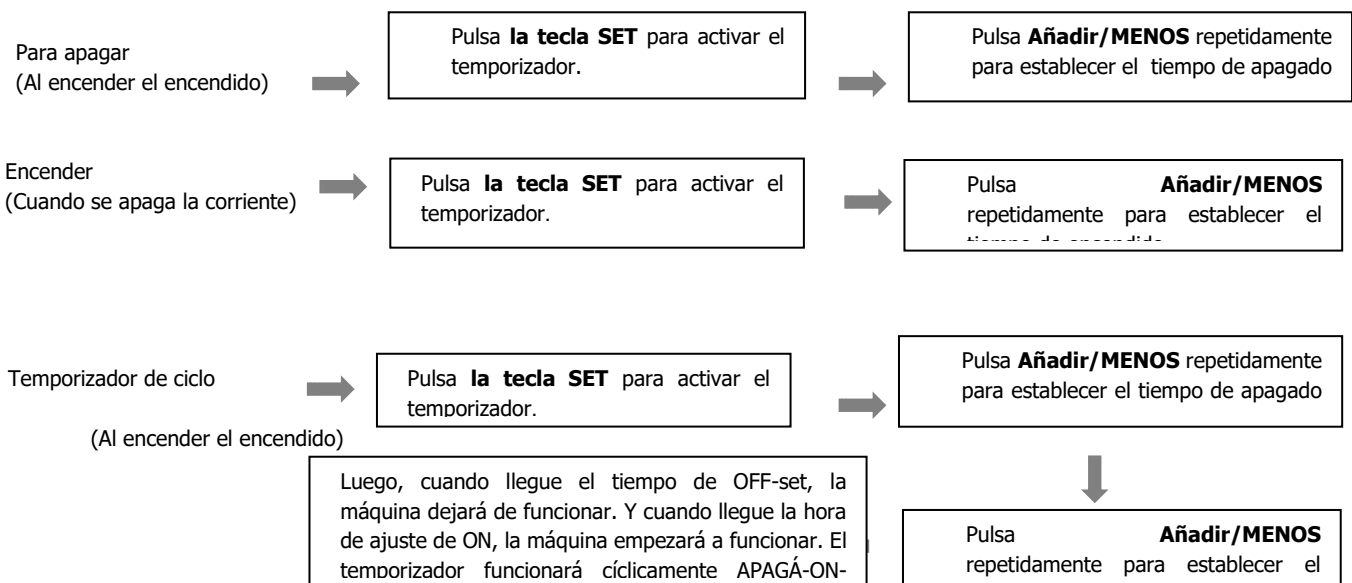 Para apagar
(Al encender el encendido)
Pulsa la tecla SET para activar el
temporizador.
Pulsa Añadir/MENOS repetidamente
para establecer el tiempo de apagado
Encender
(Cuando se apaga la corriente)
Pulsa la tecla SET para activar el
temporizador.
Pulsa Añadir/MENOS
repetidamente para establecer el
Temporizador de ciclo
(Al encender el encendido)
Pulsa la tecla SET para activar el
temporizador.
Pulsa Añadir/MENOS repetidamente
para establecer el tiempo de apagado
Pulsa Añadir/MENOS
repetidamente para establecer el
Luego, cuando llegue el tiempo de OFF-set, la
máquina dejará de funcionar. Y cuando llegue la hora
de ajuste de ON, la máquina empezará a funcionar. El
temporizador funcionará cíclicamente APAGÁ-ON-